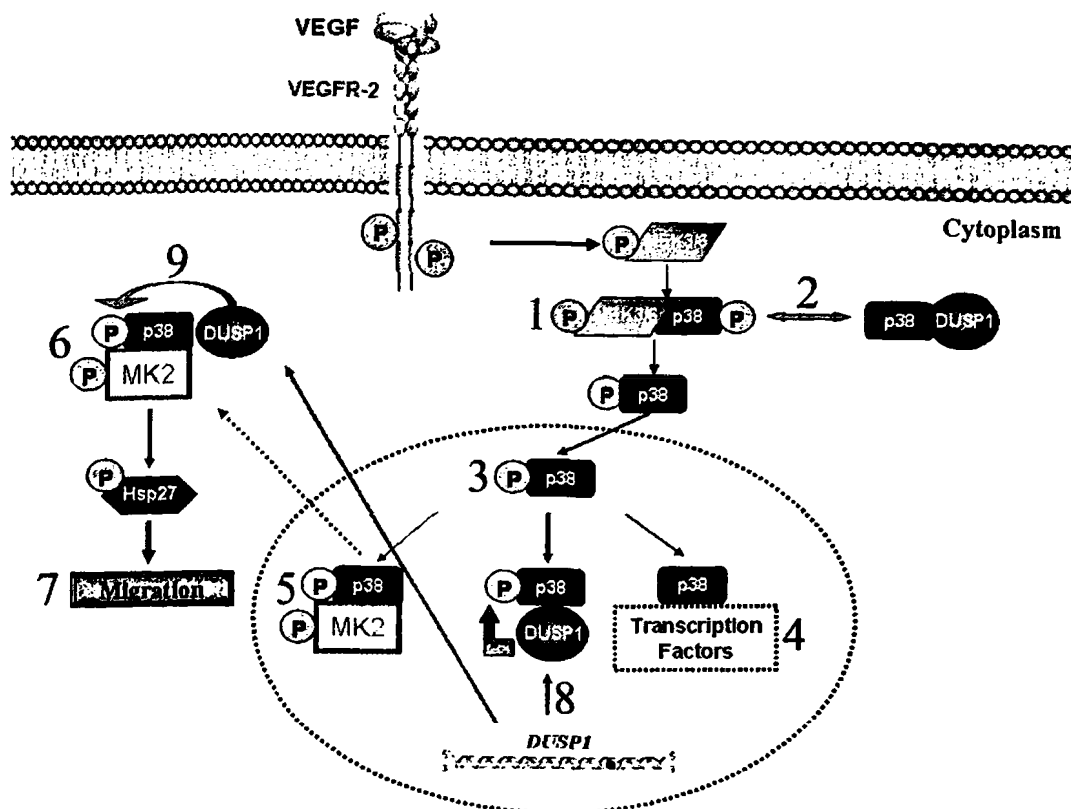 VEGF
VEGFR-2
Cytoplasm
P
P
P
9
P
p38
DUSP1
6
P
MK2
1
P
p38
P
2
p38
DUSP1
P
p38
P
Hsp27
3
P
p38
7
Migration
5
P
p38
P
MK2
P
p38
DUSP1
p38
Transcription
Factors
4
8
DUSP1